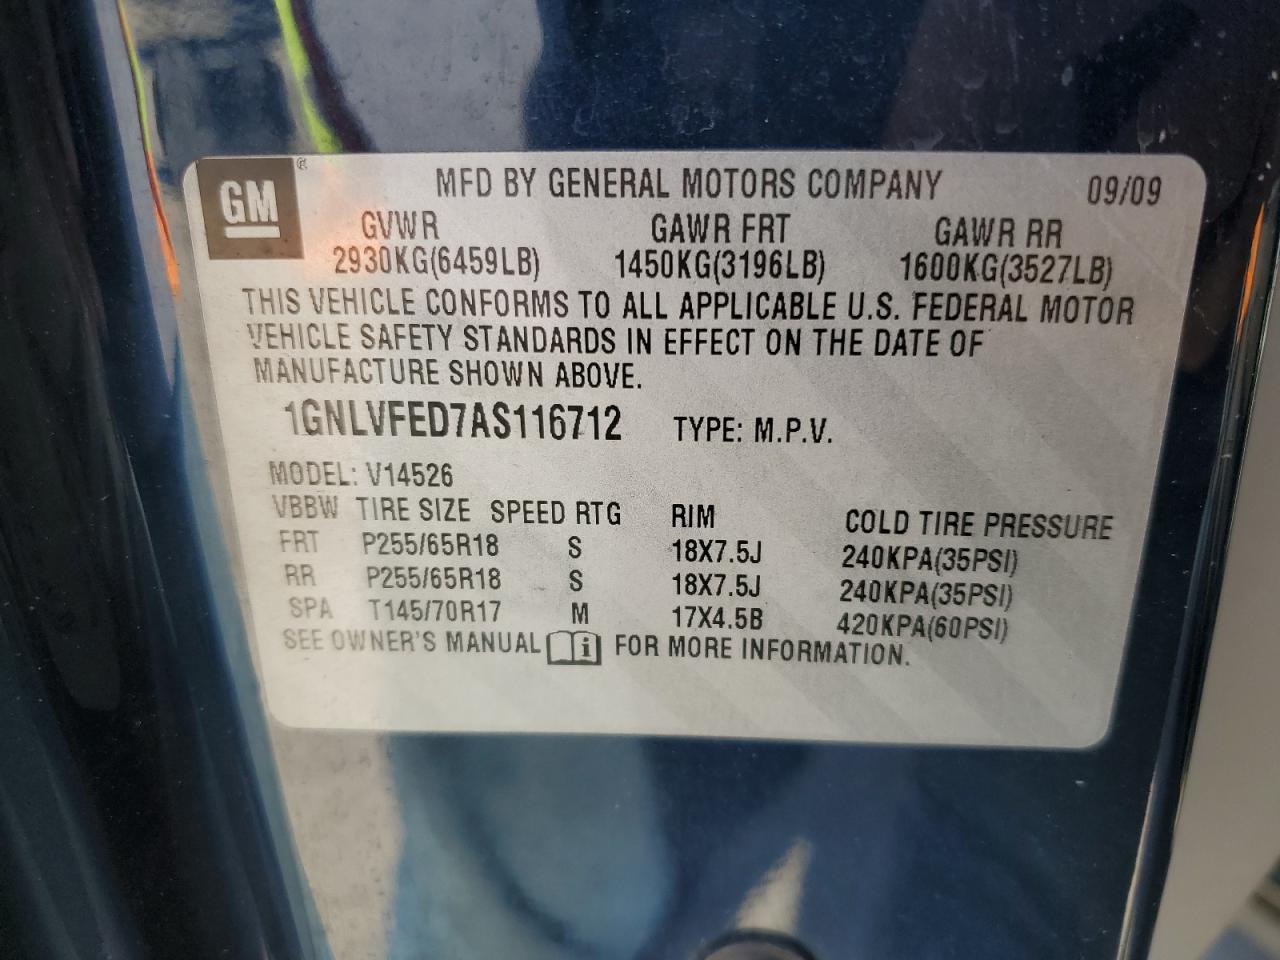 GM ®
MFD BY GENERAL MOTORS COMPANY 09/09
GVWR GAWR FRT GAWR RR
2930KG(6459LB) 1450KG(3196LB) 1600KG(3527LB)
THIS VEHICLE CONFORMS TO ALL APPLICABLE U.S. FEDERAL MOTOR
VEHICLE SAFETY STANDARDS IN EFFECT ON THE DATE OF
MANUFACTURE SHOWN ABOVE.
1GNLVFED7AS116712 TYPE: M.P.V.
MODEL: V14526
VBBW TIRE SIZE SPEED RTG RIM COLD TIRE PRESSURE
FRT P255/65R18 S 18X7.5J 240KPA(35PSI)
RR P255/65R18 S 18X7.5J 240KPA(35PSI)
SPA T145/70R17 M 17X4.5B 420KPA(60PSI)
SEE OWNER'S MANUAL i FOR MORE INFORMATION.